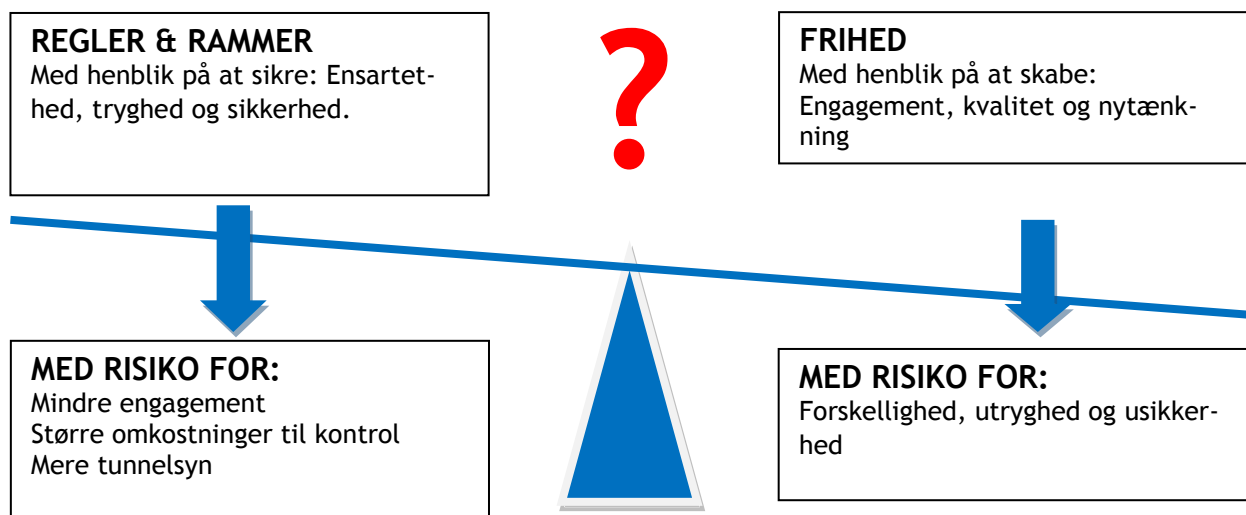 REGLER & RAMMER
Med henblik på at sikre: Ensartet-
hed, tryghed og sikkerhed.
?
FRIHED
Med henblik på at skabe:
Engagement, kvalitet og nytænk-
ning
MED RISIKO FOR:
Mindre engagement
Større omkostninger til kontrol
Mere tunnelsyn
MED RISIKO FOR:
Forskellighed, utryghed og usikker-
hed